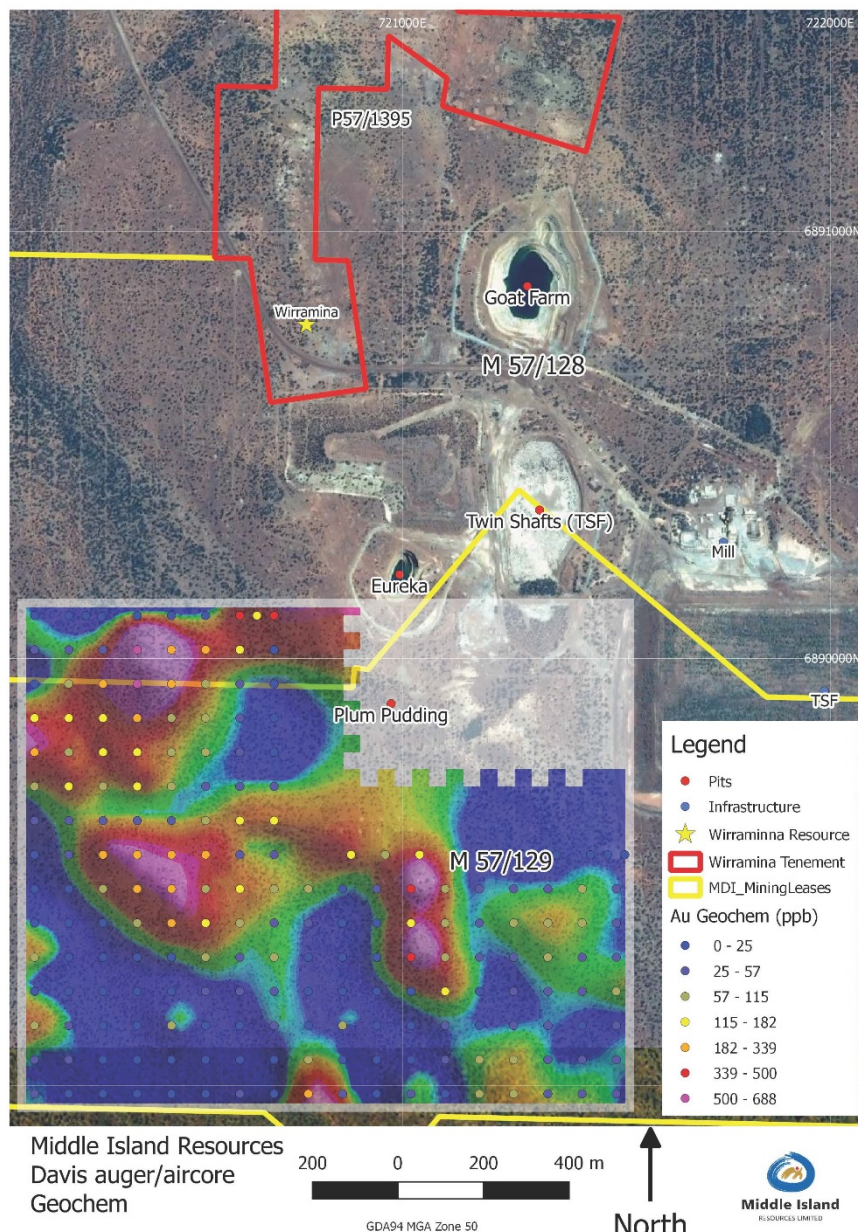 721000E
722000E
P57/1395
6891000N
Goat Farm
Wirramina
M 57/128
Twin Shafts (TSF)
Mill
Eureka
6890000N
TSF
Plum Pudding
M 57/129
Legend
Pits
Infrastructure
Wirraminna Resource
Wirramina Tenement
MDI_MiningLeases
Au Geochem (ppb)
0 - 25
25 - 57
57 - 115
115 - 182
182 - 339
339 - 500
500 - 688
Middle Island Resources
Davis auger/aircore
Geochem
200 0 200 400 m
GDA94 MGA Zone 50
North
Middle Island
RESOURCES LIMITED